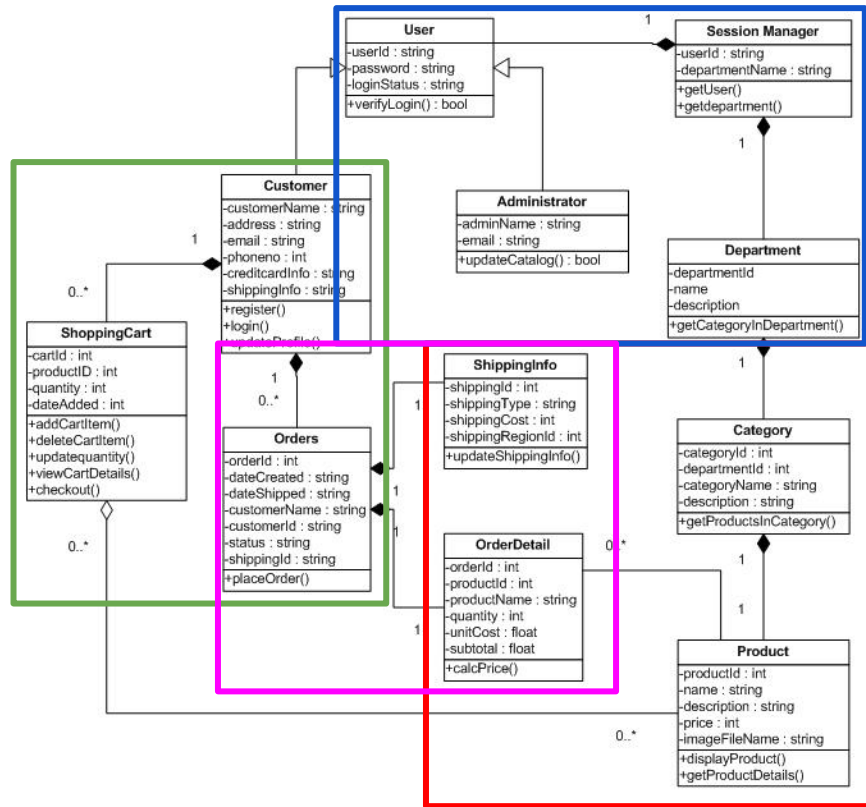 User
-userId : string
-password : string
-loginStatus : string
+verifyLogin() : bool
1
Session Manager
-userId : string
-departmentName : string
+getUser()
+getdepartment()
1
Customer
-customerName : string
-address : string
-email : string
-phoneno : int
-creditcardInfo : string
-shippingInfo : string
+register()
+login()
+updateProfile()
Administrator
-adminName : string
-email : string
+updateCatalog() : bool
Department
-departmentId
-name
-description
+getCategoryInDepartment()
1
0..*
ShoppingCart
-cartId : int
-productID : int
-quantity : int
-dateAdded : int
+addCartItem()
+deleteCartItem()
+updatequantity()
+viewCartDetails()
+checkout()
0..*
1
0..*
Orders
-orderId : int
-dateCreated : string
-dateShipped : string
-customerName : string
-customerId : string
-status : string
-shippingId : string
+placeOrder()
1
1
1
1
ShippingInfo
-shippingId : int
-shippingType : string
-shippingCost : int
-shippingRegionId : int
+updateShippingInfo()
1
Category
-categoryId : int
-departmentId : int
-categoryName : string
-description : string
+getProductsInCategory()
OrderDetail
-orderId : int
-productId : int
-productName : string
-quantity : int
-unitCost : float
-subtotal : float
+calcPrice()
0..*
1
1
1
Product
-productId : int
-name : string
-description : string
-price : int
-imageFileName : string
+displayProduct()
+getProductDetails()
0..*